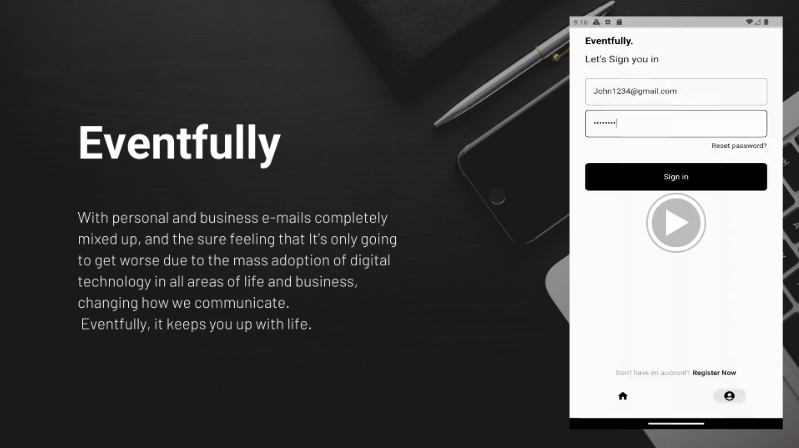 Eventfully
With personal and business e-mails completely
mixed up, and the sure feeling that It's only going
to get worse due to the mass adoption of digital
technology in all areas of life and business,
changing how we communicate.
Eventfully, it keeps you up with life.
9:16
Eventfully.
Let's Sign you in
John1234@gmail.com
••••••••
Reset password?
Sign in
Don't have an account? Register Now